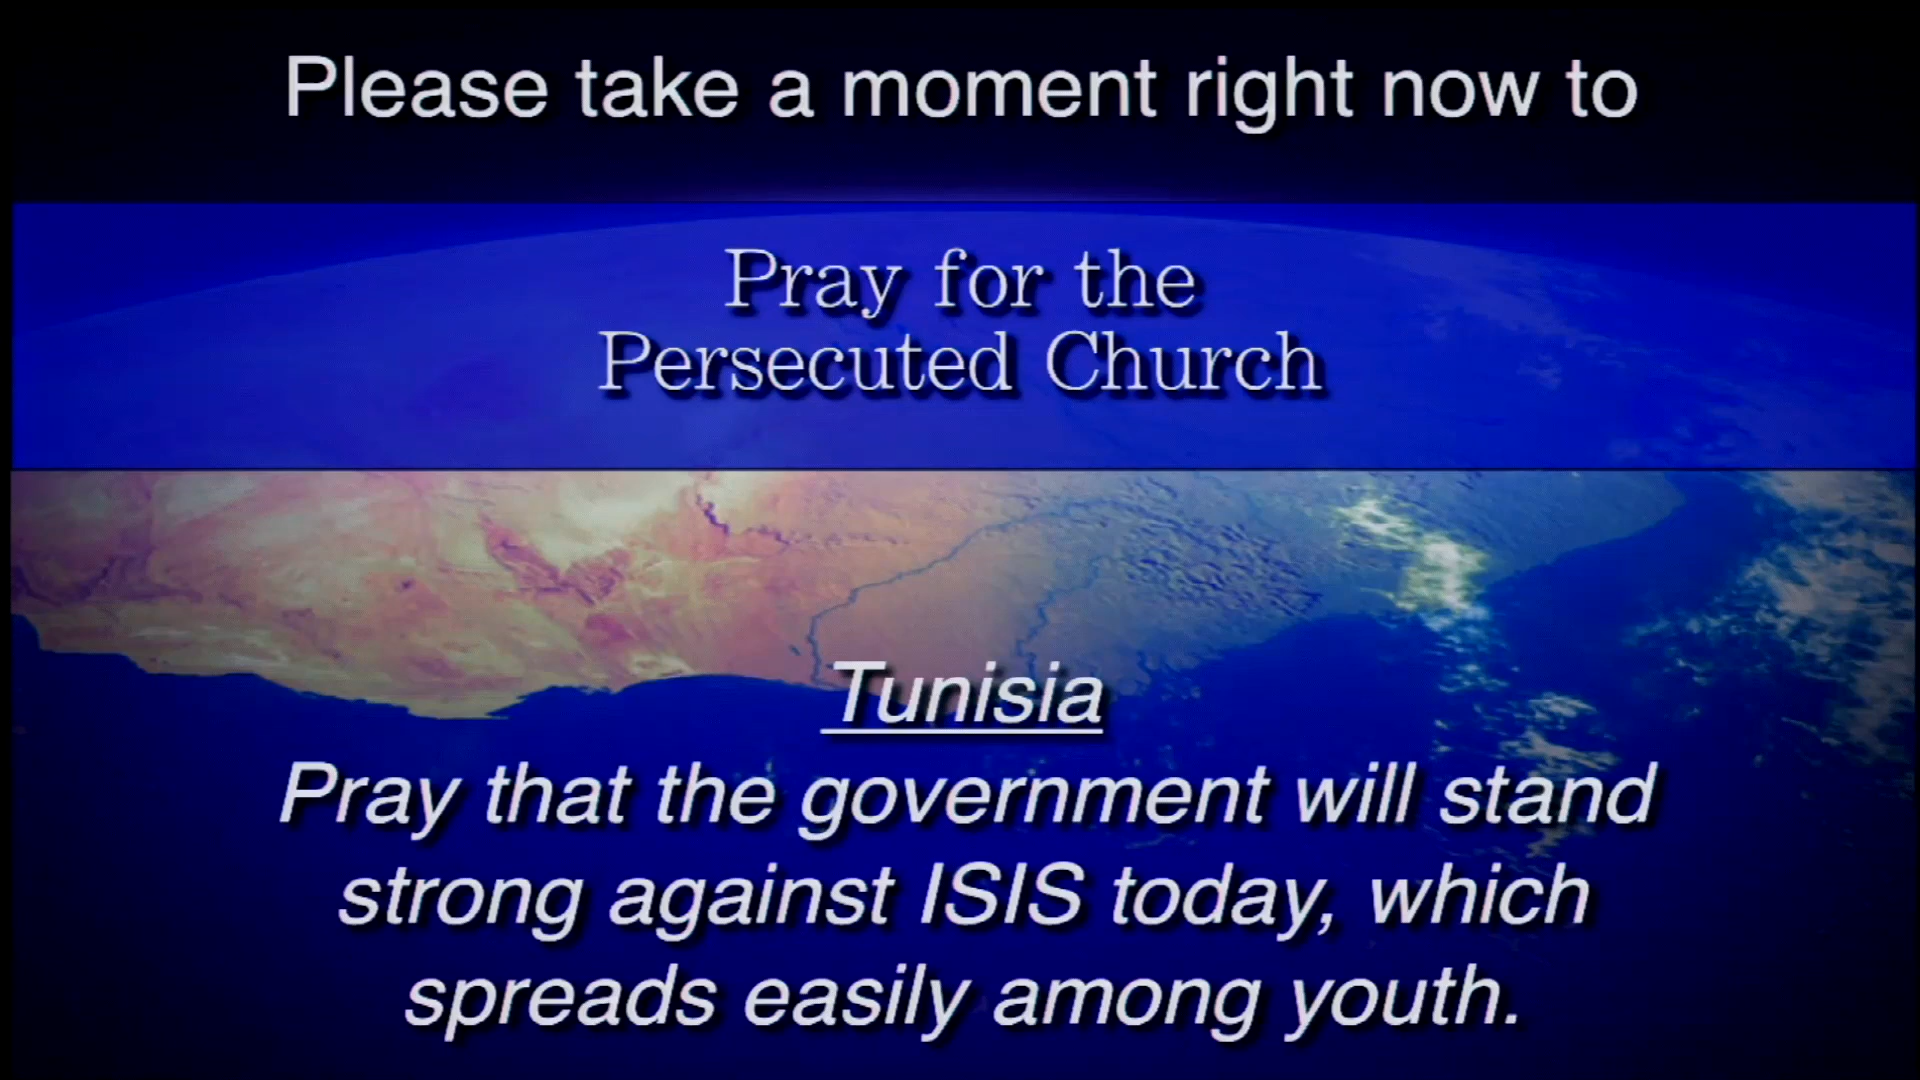 Please take a moment right now to
Pray for the
Persecuted Church
Tunisia
Pray that the government will stand
strong against ISIS today, which
spreads easily among youth.